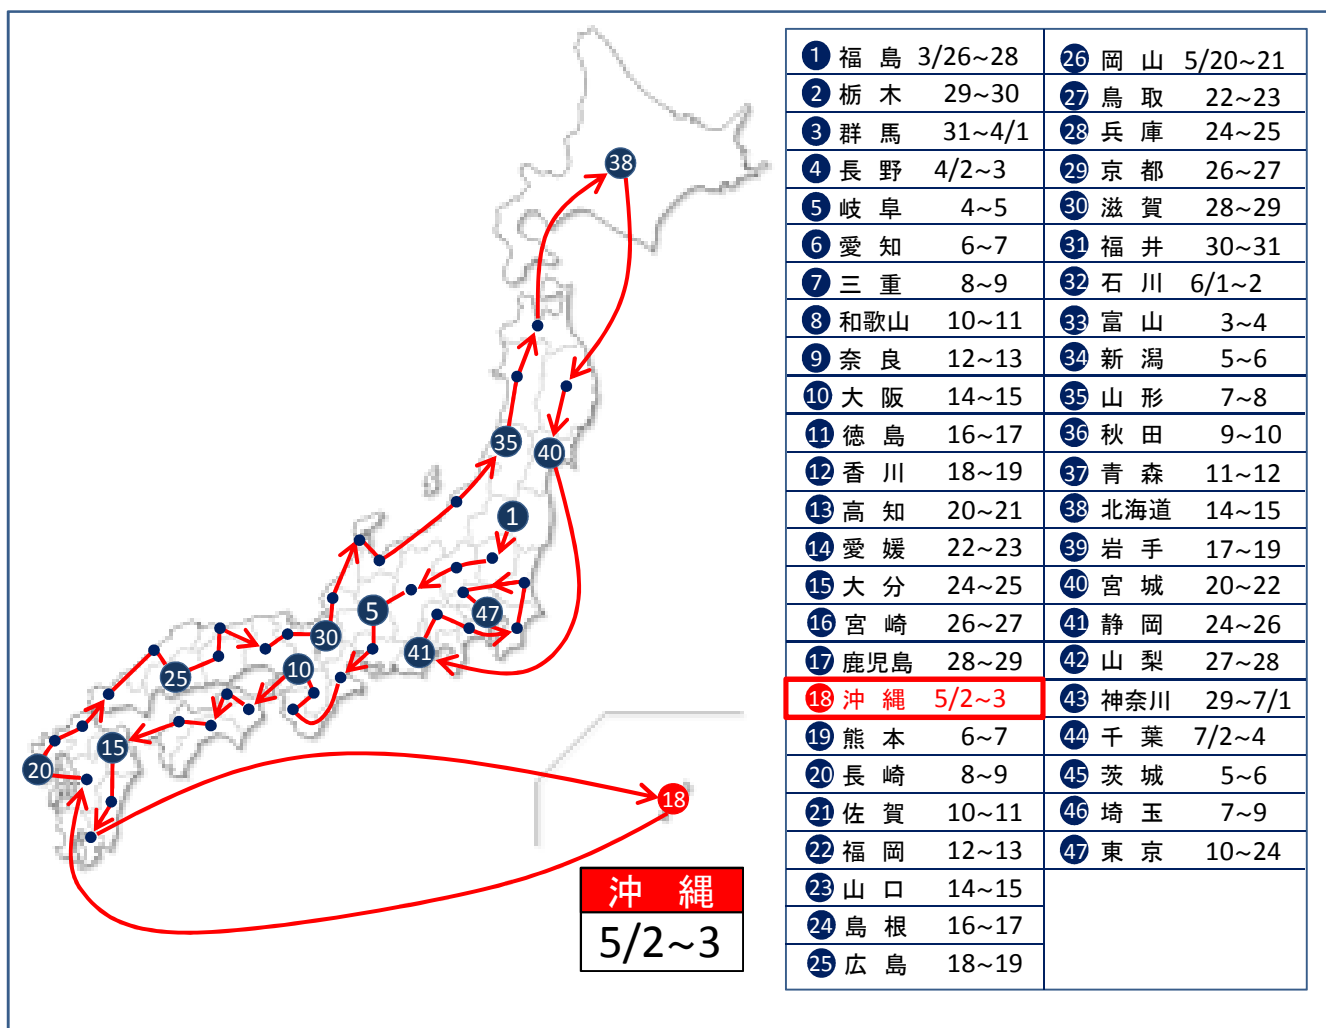 38
35
40
1
5
47
30
41
10
25
15
20
18
沖 縄
5/2~3
1 福 島 3/26~28
2 栃 木 29~30
3 群 馬 31~4/1
4 長 野 4/2~3
5 岐 阜 4~5
6 愛 知 6~7
7 三 重 8~9
8 和歌山 10~11
9 奈 良 12~13
10 大 阪 14~15
11 徳 島 16~17
12 香 川 18~19
13 高 知 20~21
14 愛 媛 22~23
15 大 分 24~25
16 宮 崎 26~27
17 鹿児島 28~29
18 沖 縄 5/2~3
19 熊 本 6~7
20 長 崎 8~9
21 佐 賀 10~11
22 福 岡 12~13
23 山 口 14~15
24 島 根 16~17
25 広 島 18~19
26 岡 山 5/20~21
27 鳥 取 22~23
28 兵 庫 24~25
29 京 都 26~27
30 滋 賀 28~29
31 福 井 30~31
32 石 川 6/1~2
33 富 山 3~4
34 新 潟 5~6
35 山 形 7~8
36 秋 田 9~10
37 青 森 11~12
38 北海道 14~15
39 岩 手 17~19
40 宮 城 20~22
41 静 岡 24~26
42 山 梨 27~28
43 神奈川 29~7/1
44 千 葉 7/2~4
45 茨 城 5~6
46 埼 玉 7~9
47 東 京 10~24